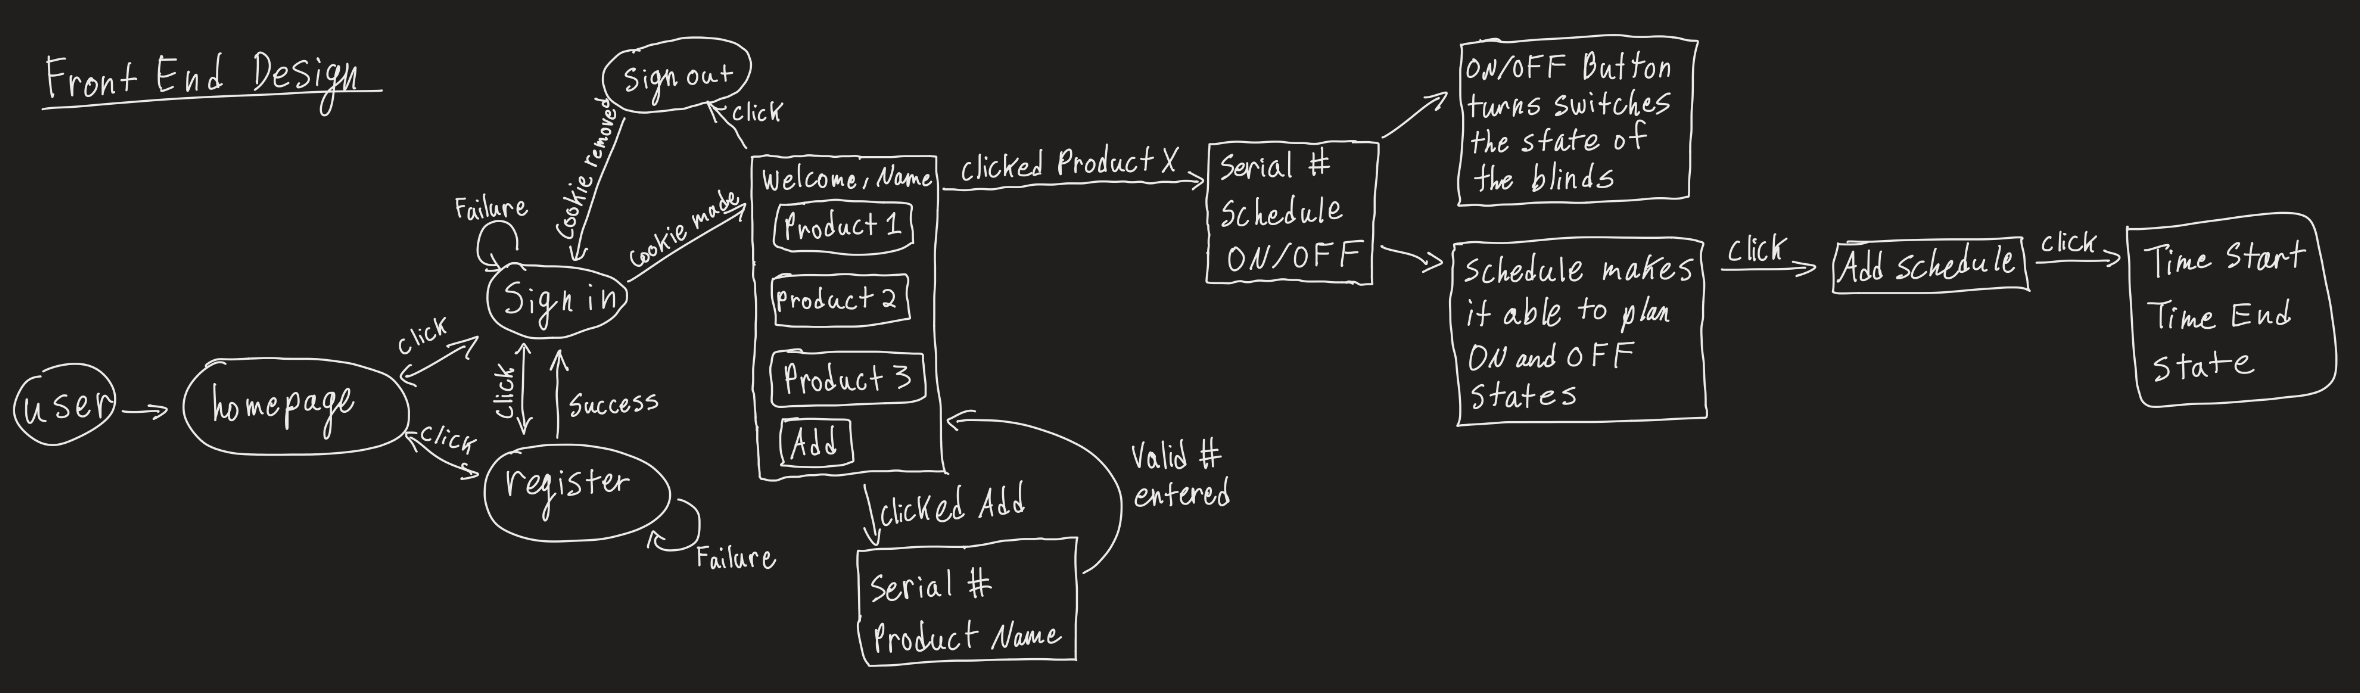 Front End Design
user
homepage
click
click
Failure
Sign in
click
Success
register
Failure
Cookie removed
Sign out
click
Cookie made
Welcome, Name
Product 1
Product 2
Product 3
Add
clicked Add
Serial #
Product Name
Valid #
entered
clicked Product X
Serial #
Schedule
ON/OFF
ON/OFF Button
turns switches
the state of
the blinds
Schedule makes
it able to plan
ON and OFF
States
click
Add Schedule
click
Time Start
Time End
State